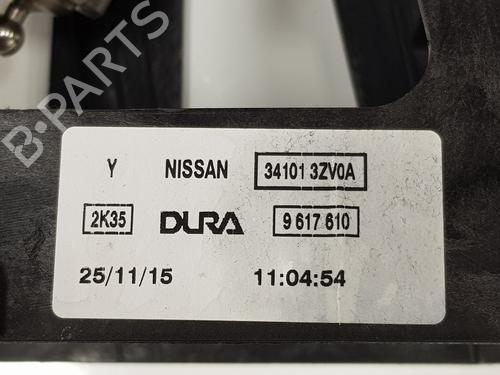 B-PARTS
Y NISSAN 34101 3ZV0A
2K35 DURA 9 617 610
25/11/15 11:04:54